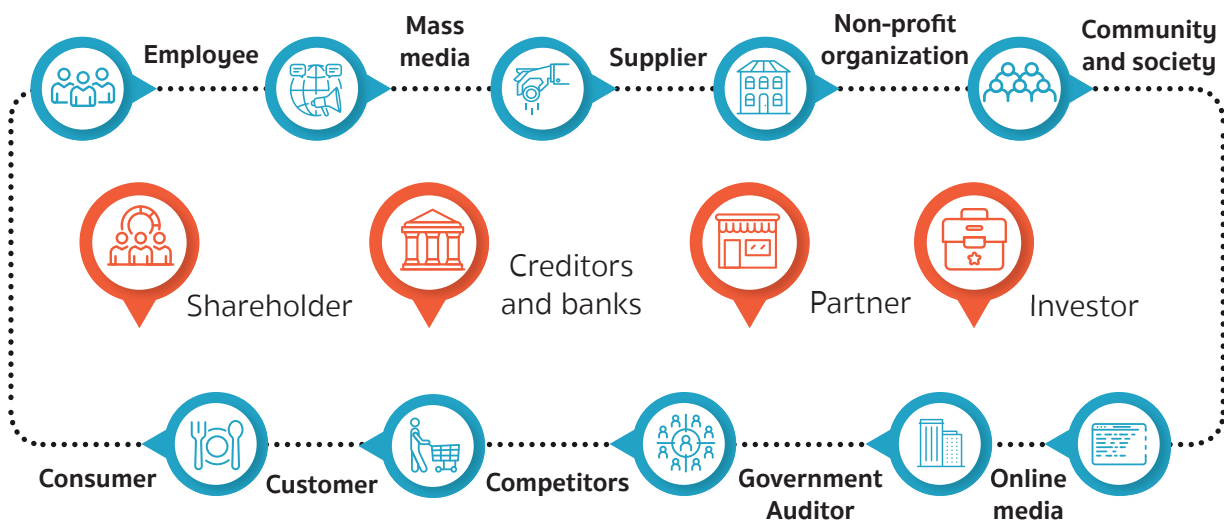 Employee
Mass
media
Supplier
Non-profit
organization
Community
and society
Shareholder
Creditors
and banks
Partner
Investor
Consumer
Customer
Competitors
Government
Auditor
Online
media